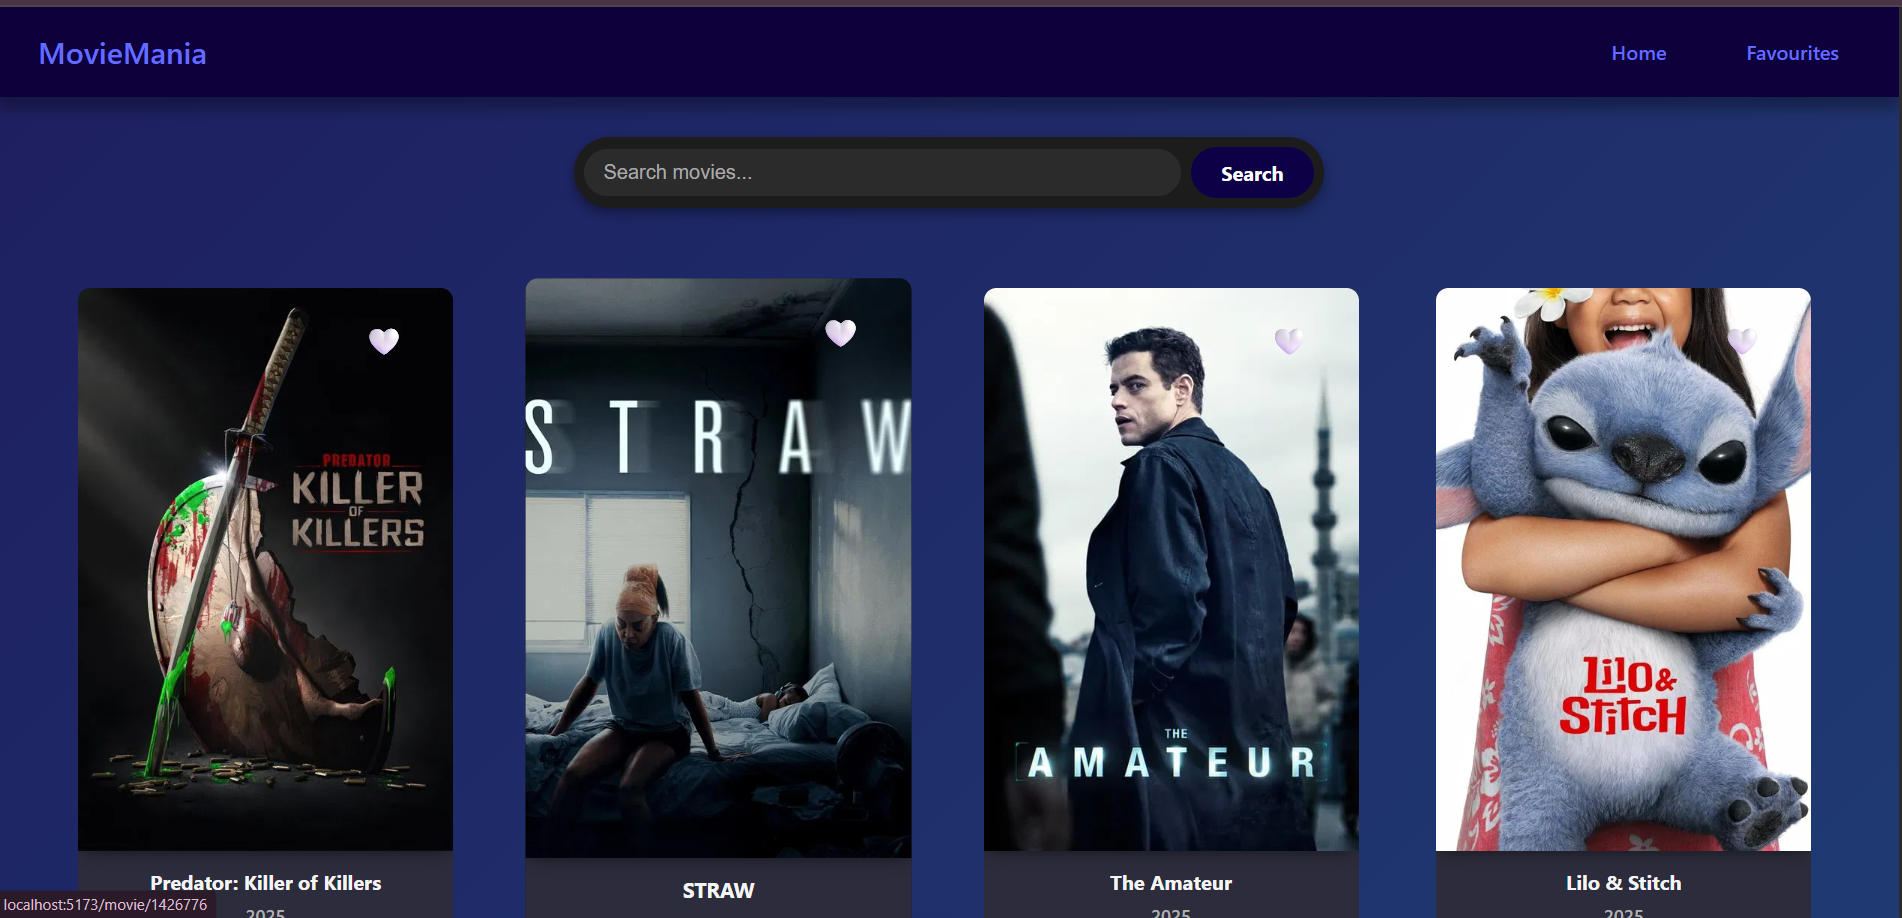 MovieMania
Home
Favourites
Search movies...
Search
PREDATOR
KILLER
OF
KILLERS
STRAW
THE
AMATEUR
LiLO &
StitcH
Predator: Killer of Killers
STRAW
The Amateur
Lilo & Stitch
2025
2025
2025
localhost:5173/movie/1426776